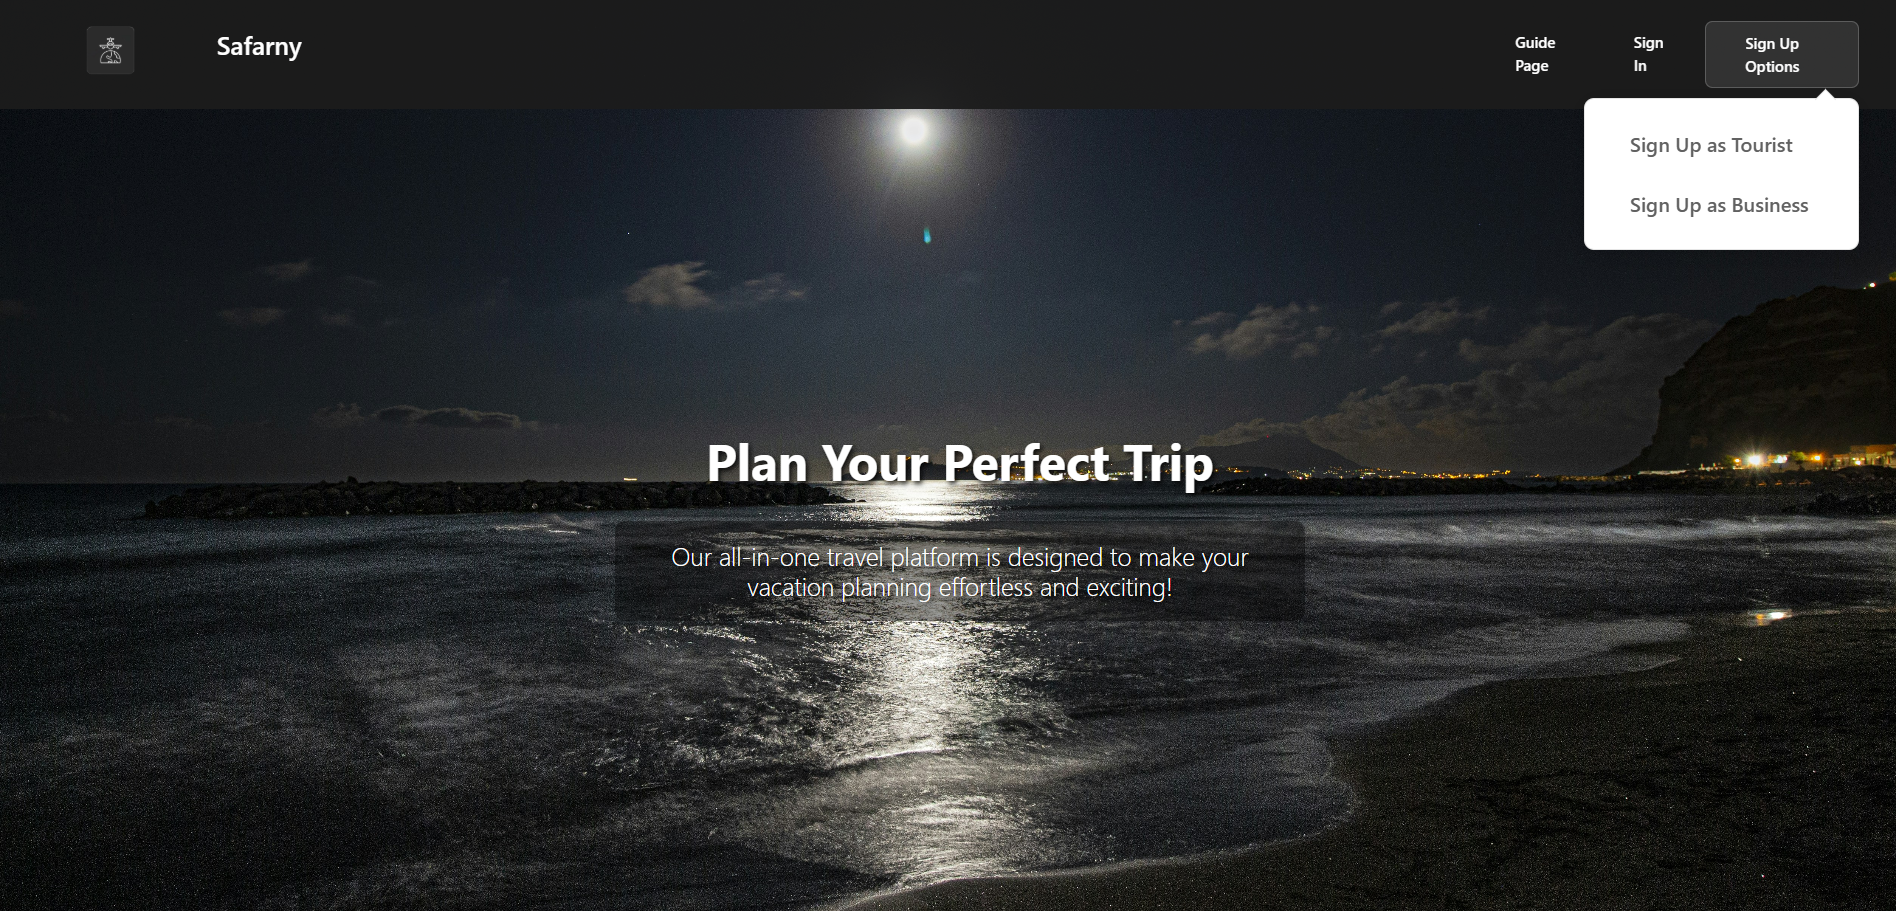 Safarny
Guide
Page
Sign
In
Sign Up
Options
Sign Up as Tourist
Sign Up as Business
Plan Your Perfect Trip
Our all-in-one travel platform is designed to make your
vacation planning effortless and exciting!